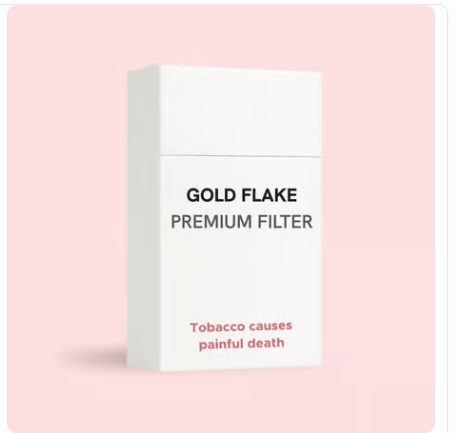 GOLD FLAKE
PREMIUM FILTER
Tobacco causes
painful death